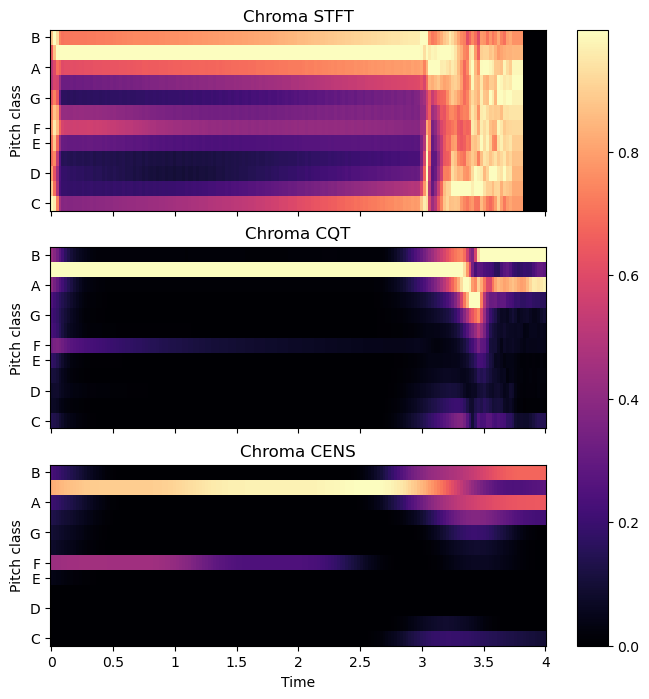 Chroma STFT
Pitch class
B
A
G
F
E
D
C
Chroma CQT
Pitch class
B
A
G
F
E
D
C
Chroma CENS
Pitch class
B
A
G
F
E
D
C
0 0.5 1 1.5 2 2.5 3 3.5 4
Time
0.8
0.6
0.4
0.2
0.0